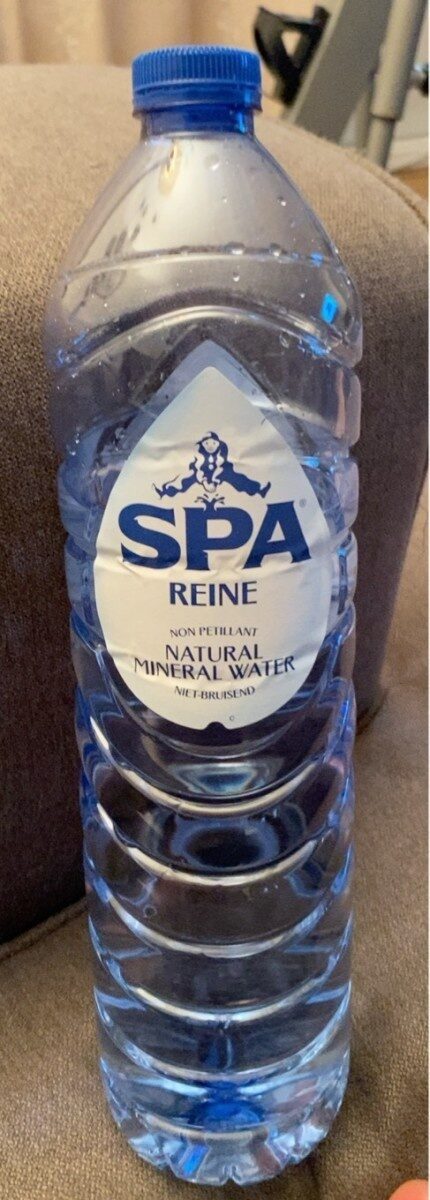 SPA®
REINE
NON PETILLANT
NATURAL
MINERAL WATER
NIET-BRUISEND